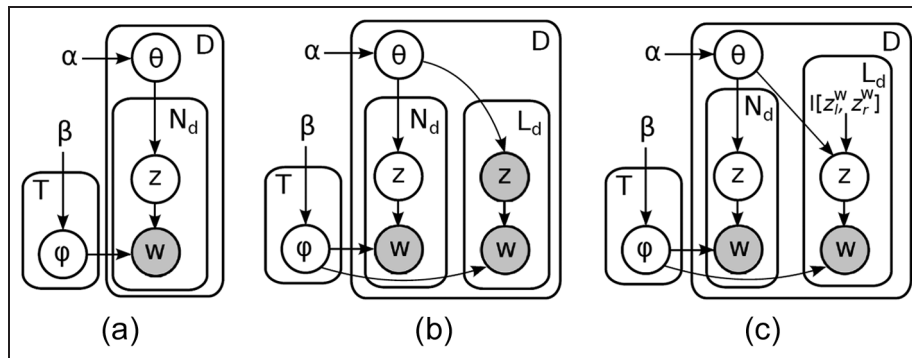 D
α θ
N_d
β
T z
φ w
(a)
D
α θ
N_d L_d
β
T z z
φ w w
(b)
D
α θ
L_d
N_d I[z_l^w, z_r^w]
β
T z z
φ w w
(c)